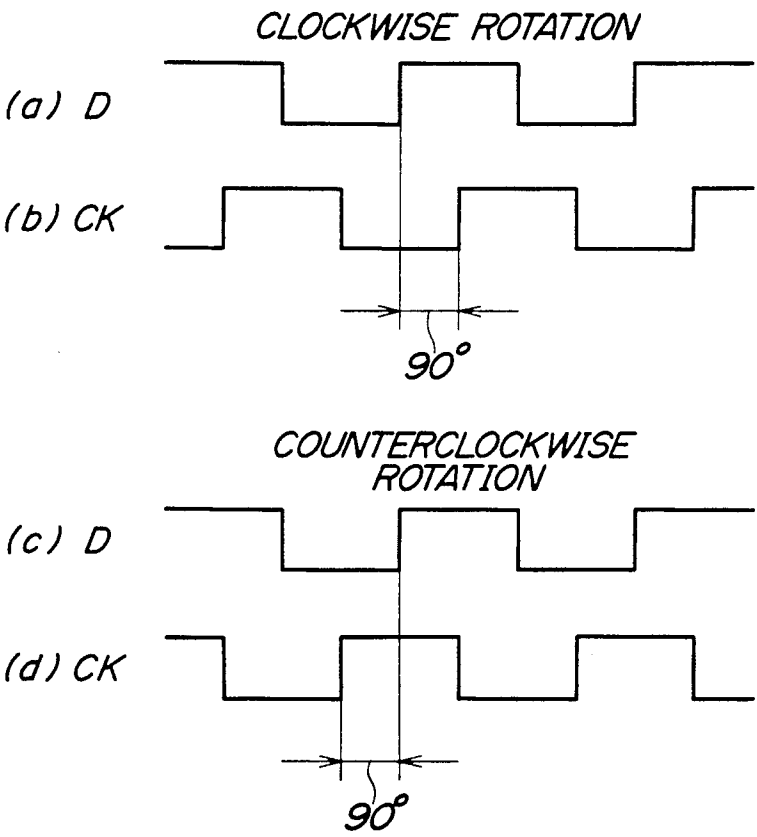 CLOCKWISE ROTATION
(a) D
(b) CK
90°
COUNTERCLOCKWISE
ROTATION
(c) D
(d) CK
90°